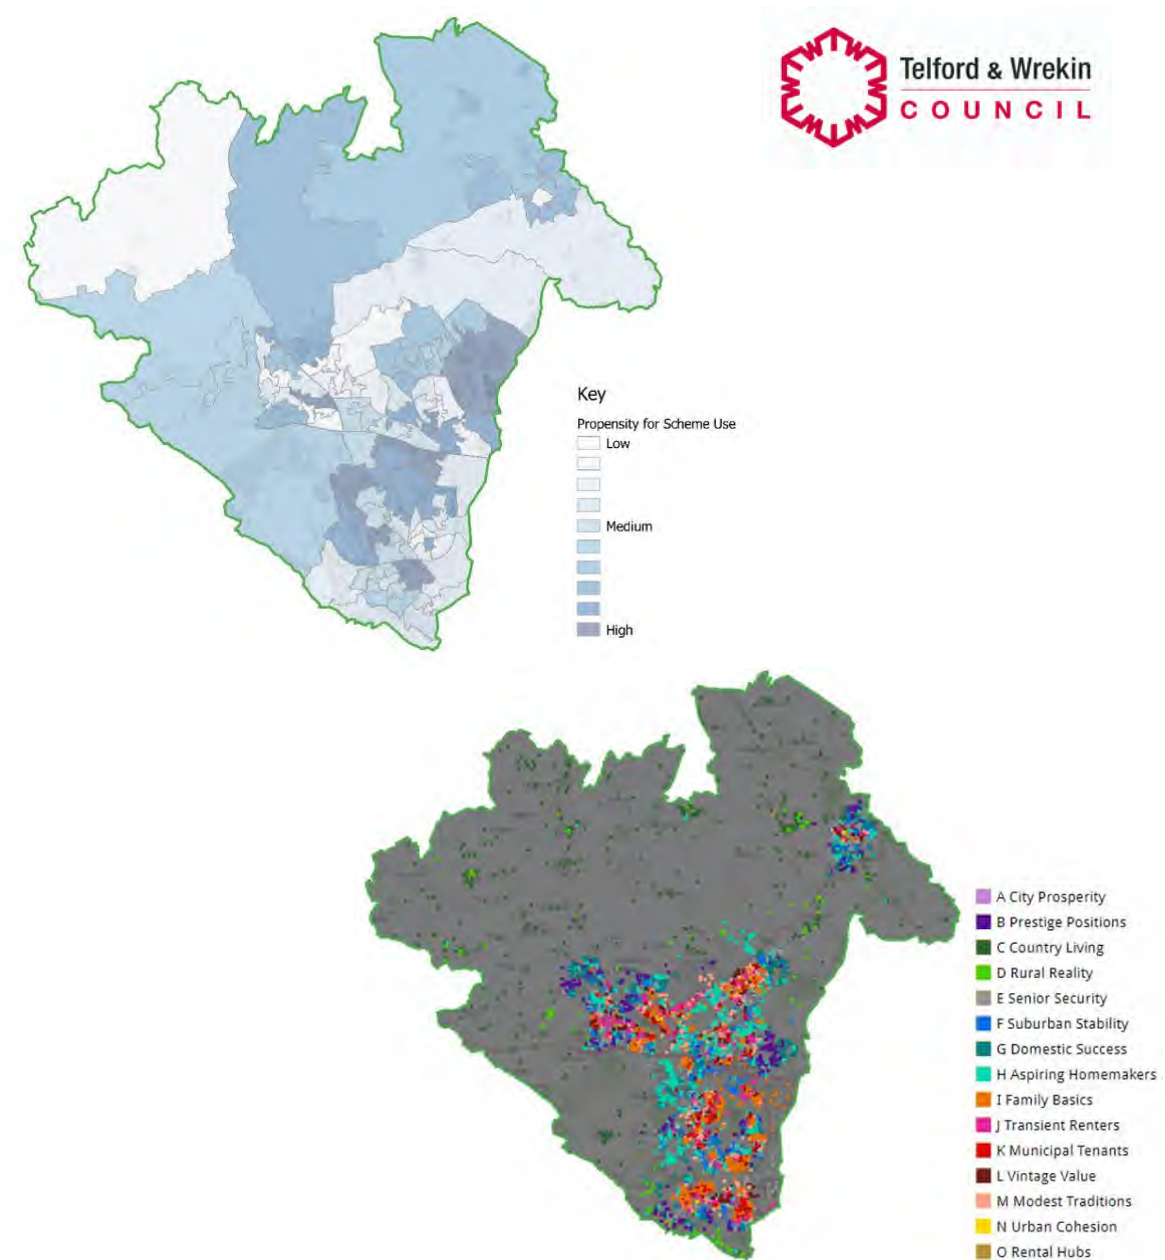 Telford & Wrekin
COUNCIL
Key
Propensity for Scheme Use
Low
Medium
High
A City Prosperity
B Prestige Positions
C Country Living
D Rural Reality
E Senior Security
F Suburban Stability
G Domestic Success
H Aspiring Homemakers
I Family Basics
J Transient Renters
K Municipal Tenants
L Vintage Value
M Modest Traditions
N Urban Cohesion
O Rental Hubs